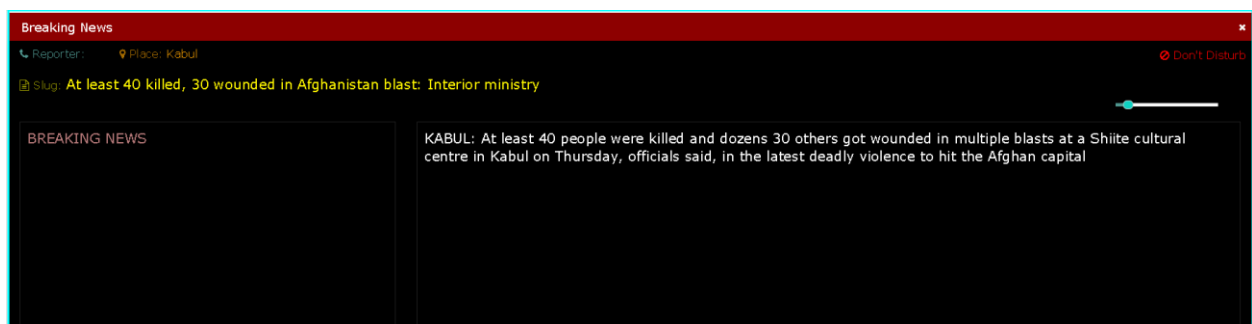 Breaking News
Reporter: Place: Kabul Don't Disturb
Slug: At least 40 killed, 30 wounded in Afghanistan blast: Interior ministry
BREAKING NEWS
KABUL: At least 40 people were killed and dozens 30 others got wounded in multiple blasts at a Shiite cultural
centre in Kabul on Thursday, officials said, in the latest deadly violence to hit the Afghan capital